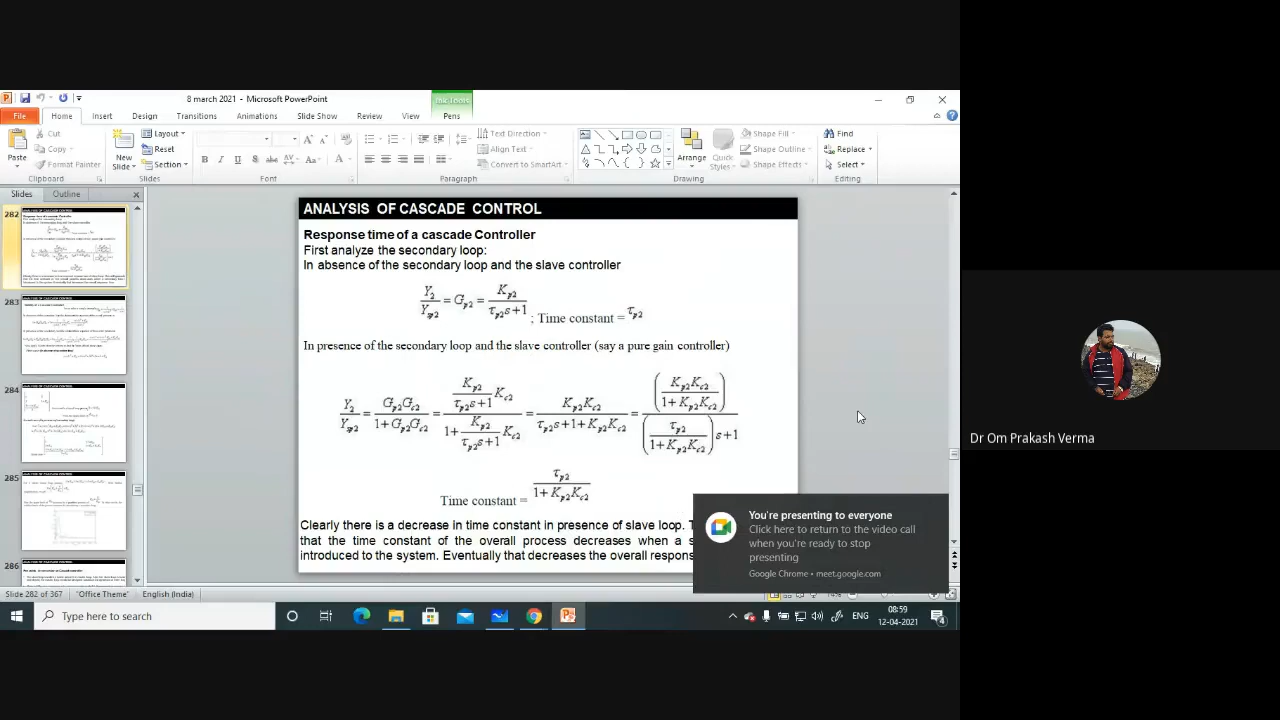 8 march 2021 - Microsoft PowerPoint
Ink Tools
File Home Insert Design Transitions Animations Slide Show Review View Pens
Paste
Cut
Copy
Format Painter
Clipboard
New Slide
Layout
Reset
Section
Slides
Font
Paragraph
Text Direction
Align Text
Convert to SmartArt
Arrange
Quick Styles
Drawing
Shape Fill
Shape Outline
Shape Effects
Find
Replace
Select
Editing
Slides Outline
282
283
284
285
286
ANALYSIS OF CASCADE CONTROL
Response time of a cascade Controller
First analyze the secondary loop:
In absence of the secondary loop and the slave controller
Y2/Ysp2 = Gp2 = Kp2/(τp2s+1) ; Time constant = τp2
In presence of the secondary loop and the slave controller (say a pure gain controller)
Y2/Ysp2 = Gp2Gc2/(1+Gp2Gc2) = (Kp2/(τp2s+1) Kc2)/(1+Kp2/(τp2s+1) Kc2) = Kp2Kc2/(τp2s+1+Kp2Kc2) = (Kp2Kc2/(1+Kp2Kc2))/((τp2/(1+Kp2Kc2))s+1)
Time constant = τp2/(1+Kp2Kc2)
Clearly there is a decrease in time constant in presence of slave loop.
that the time constant of the overall process decreases when a
introduced to the system. Eventually that decreases the overall
You're presenting to everyone
Click here to return to the video call
when you're ready to stop
presenting
Google Chrome • meet.google.com
Dr Om Prakash Verma
Slide 282 of 367 "Office Theme" English (India)
Type here to search
ENG
08:59
12-04-2021
4